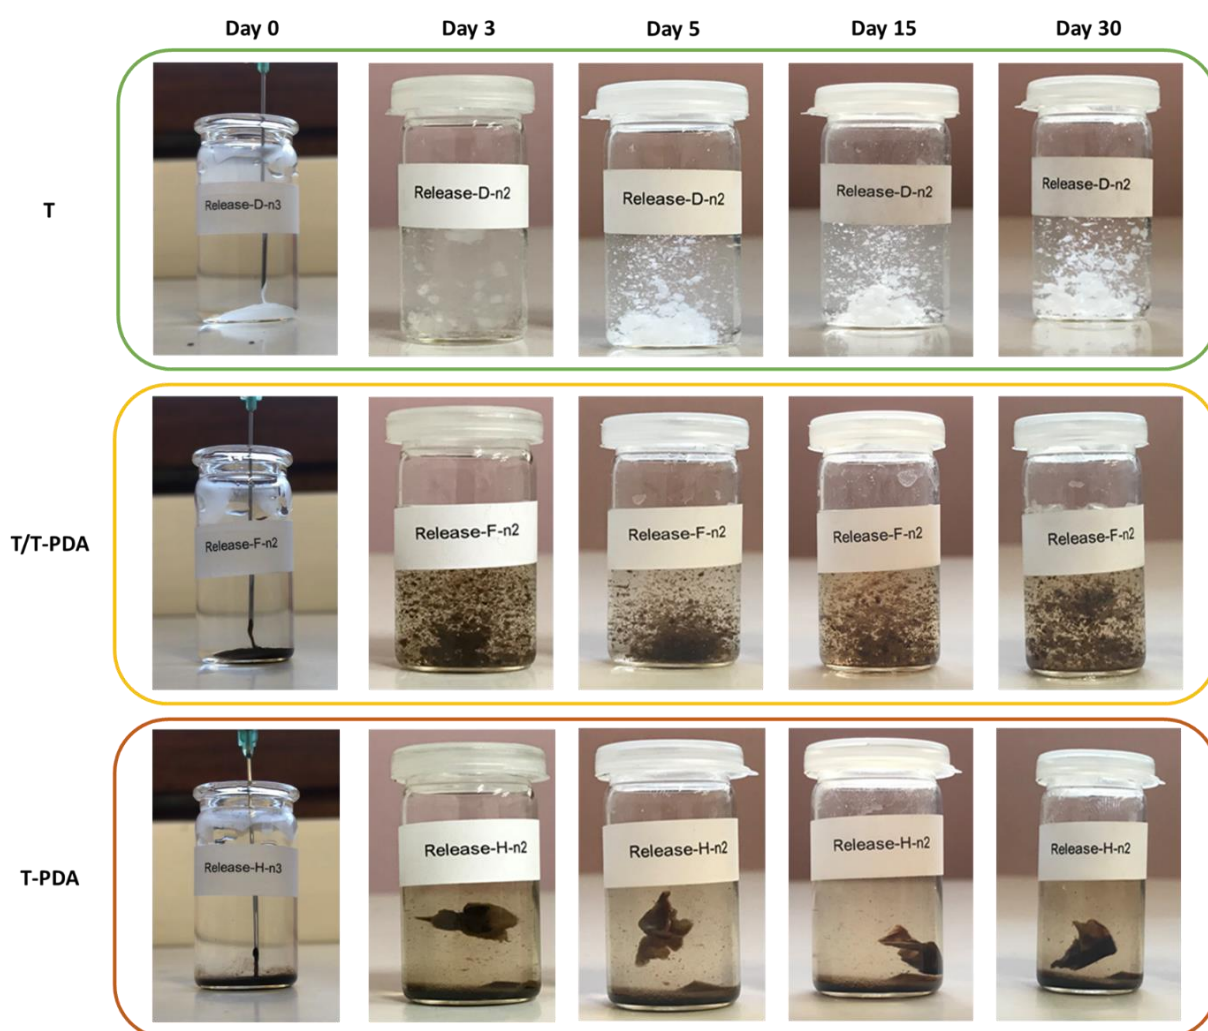 Day 0 Day 3 Day 5 Day 15 Day 30
T
Release-D-n3 Release-D-n2 Release-D-n2 Release-D-n2 Release-D-n2
T/T-PDA
Release-F-n2 Release-F-n2 Release-F-n2 Release-F-n2 Release-F-n2
T-PDA
Release-H-n3 Release-H-n2 Release-H-n2 Release-H-n2 Release-H-n2